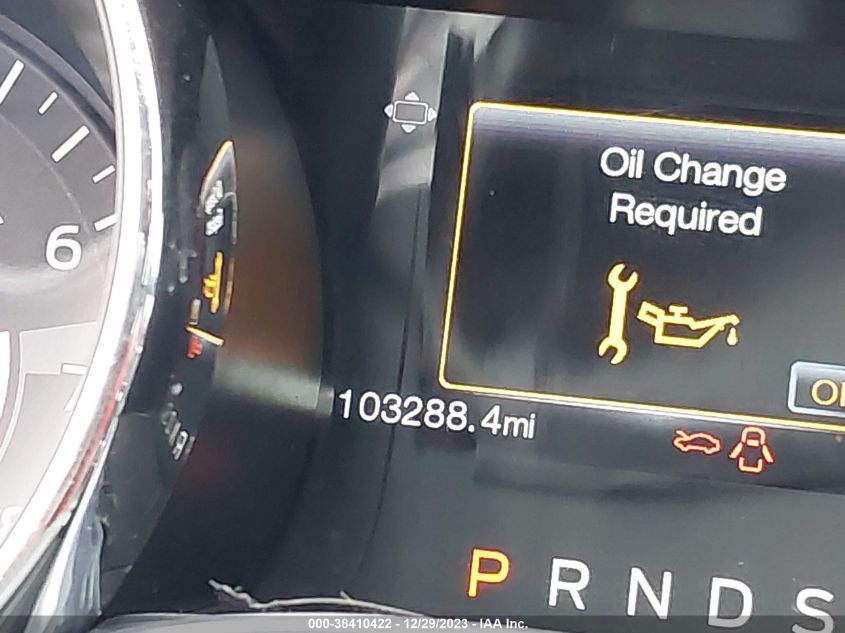 6
Oil Change
Required
103288.4mi
P R N D S
000-38410422 - 12/29/2023 - IAA Inc.